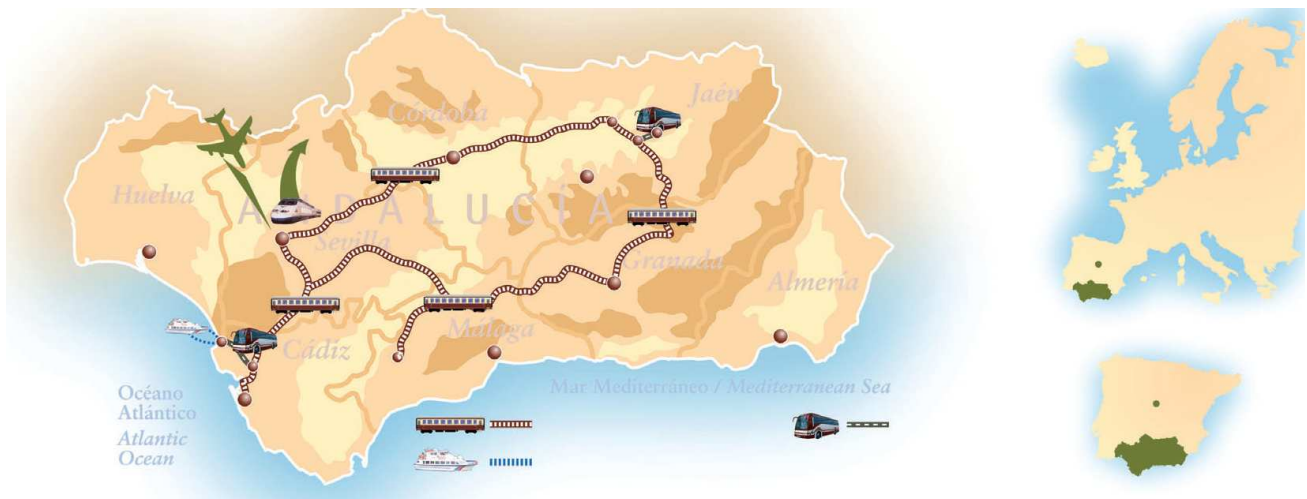 Córdoba
Jaén
Huelva
ANDALUCÍA
Sevilla
Granada
Almería
Málaga
Cádiz
Océano
Atlántico
Atlantic
Ocean
Mar Mediterráneo / Mediterranean Sea